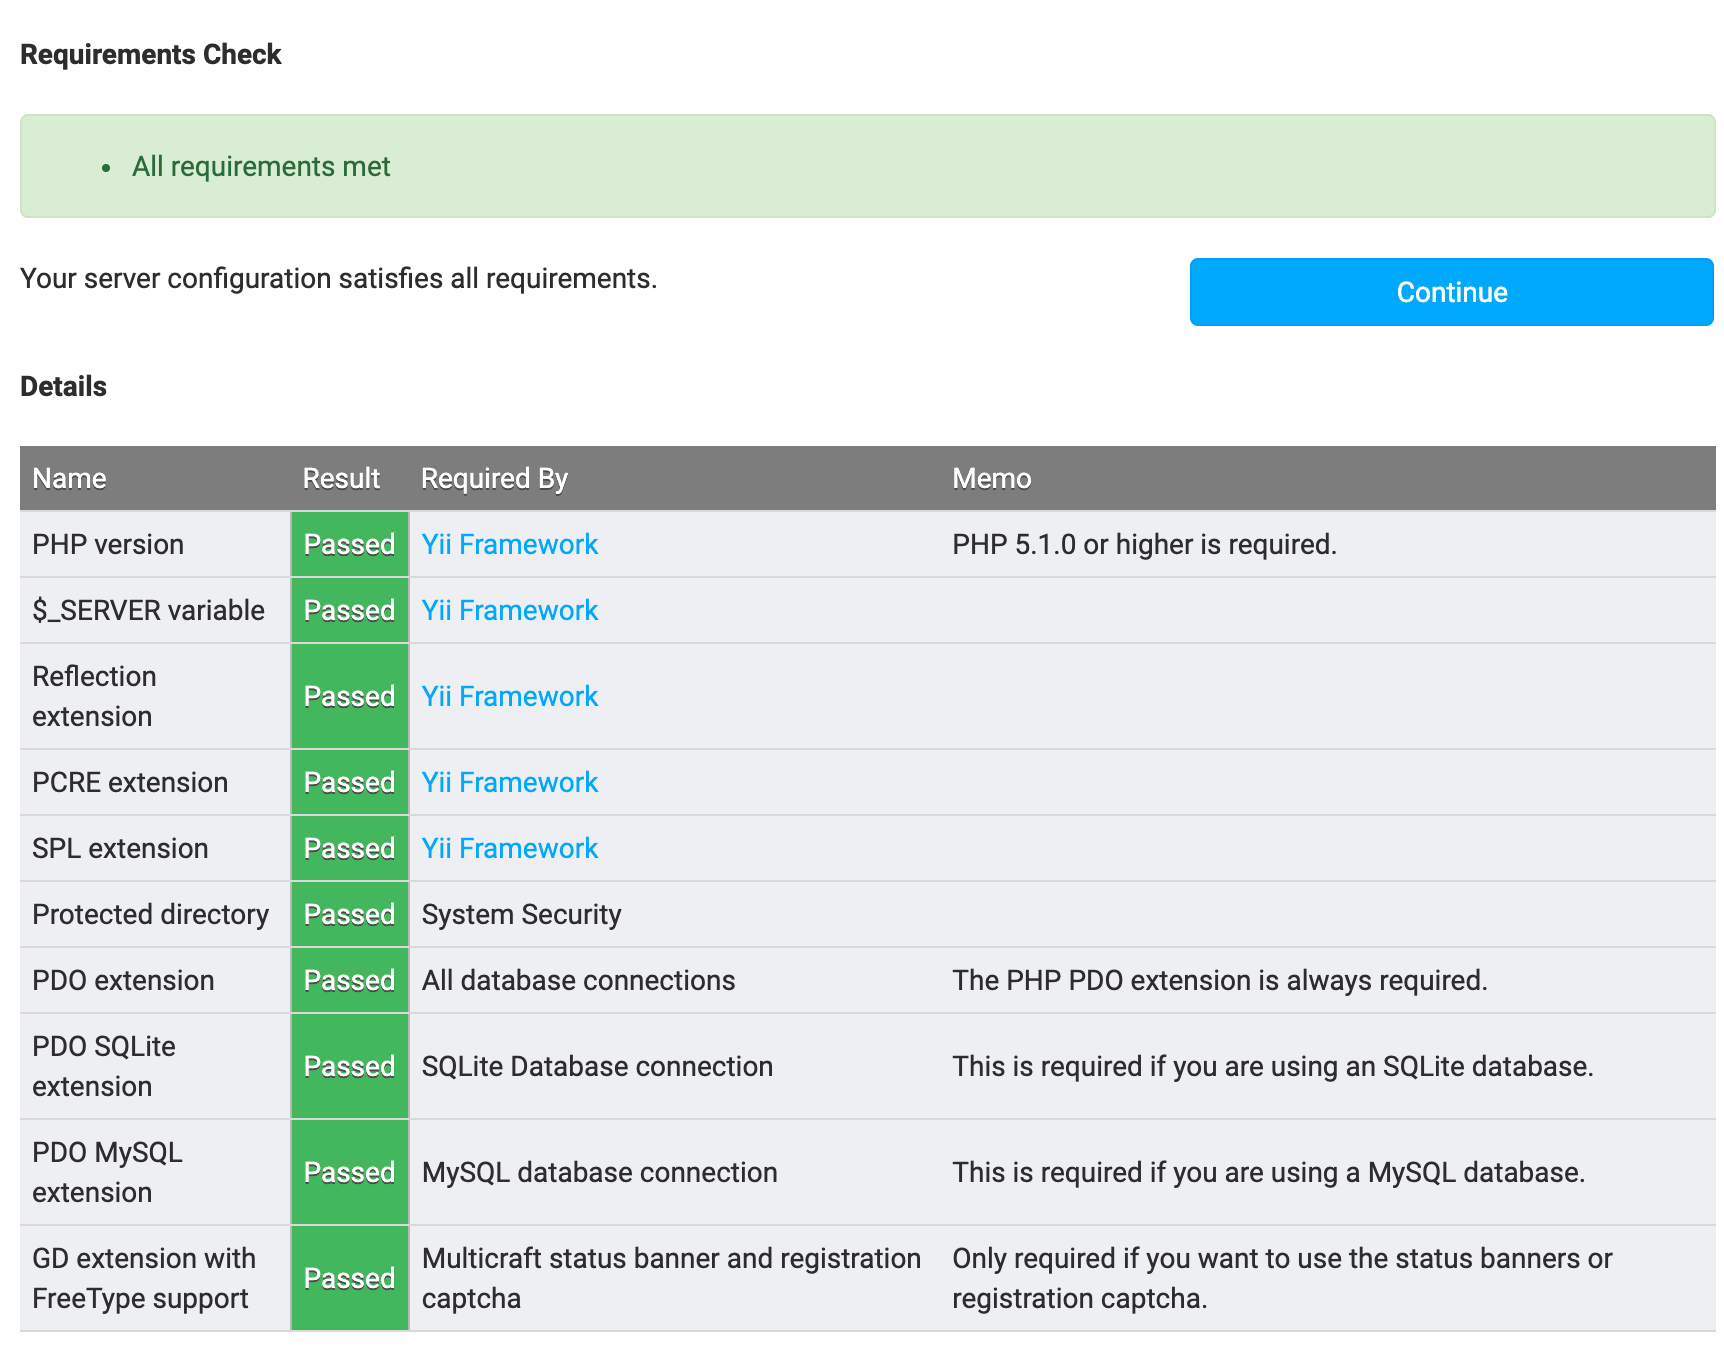 Requirements Check
• All requirements met
Your server configuration satisfies all requirements.
Continue
Details
Name Result Required By Memo
PHP version Passed Yii Framework PHP 5.1.0 or higher is required.
$_SERVER variable Passed Yii Framework
Reflection
extension
Passed Yii Framework
PCRE extension Passed Yii Framework
SPL extension Passed Yii Framework
Protected directory Passed System Security
PDO extension Passed All database connections The PHP PDO extension is always required.
PDO SQLite
extension
Passed SQLite Database connection This is required if you are using an SQLite database.
PDO MySQL
extension
Passed MySQL database connection This is required if you are using a MySQL database.
GD extension with
FreeType support
Passed
Multicraft status banner and registration
captcha
Only required if you want to use the status banners or
registration captcha.